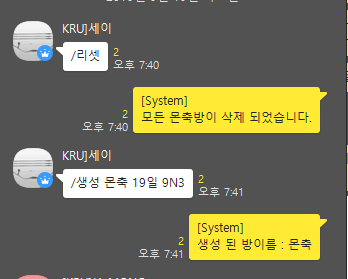 KRU]세이
/리셋
2
오후 7:40
[System]
모든 몬축방이 삭제 되었습니다.
2
오후 7:40
KRU]세이
/생성 몬축 19일 9N3
2
오후 7:41
[System]
생성 된 방이름 : 몬축
2
오후 7:41